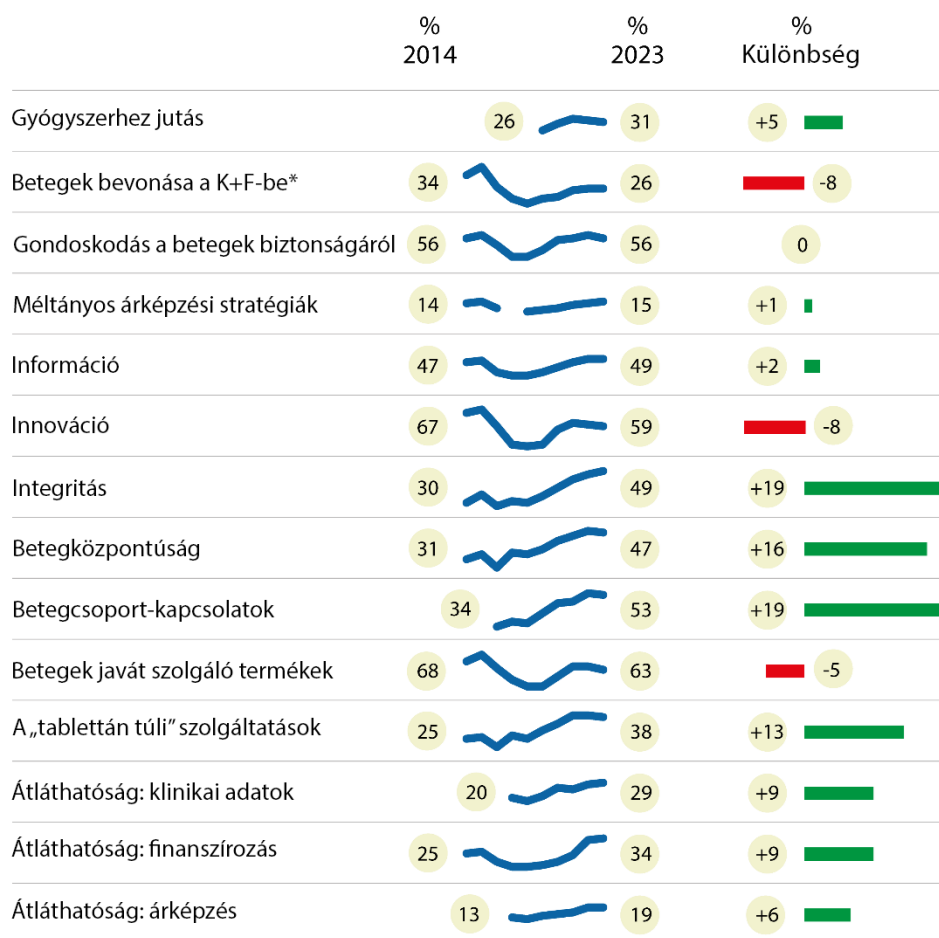 % % %
2014 2023 Különbség
Gyógyszerhez jutás 26 31 +5
Betegek bevonása a K+F-be* 34 26 -8
Gondoskodás a betegek biztonságáról 56 56 0
Méltányos árképzési stratégiák 14 15 +1
Információ 47 49 +2
Innováció 67 59 -8
Integritás 30 49 +19
Betegközpontúság 31 47 +16
Betegcsoport-kapcsolatok 34 53 +19
Betegek javát szolgáló termékek 68 63 -5
A „tablettán túli” szolgáltatások 25 38 +13
Átláthatóság: klinikai adatok 20 29 +9
Átláthatóság: finanszírozás 25 34 +9
Átláthatóság: árképzés 13 19 +6